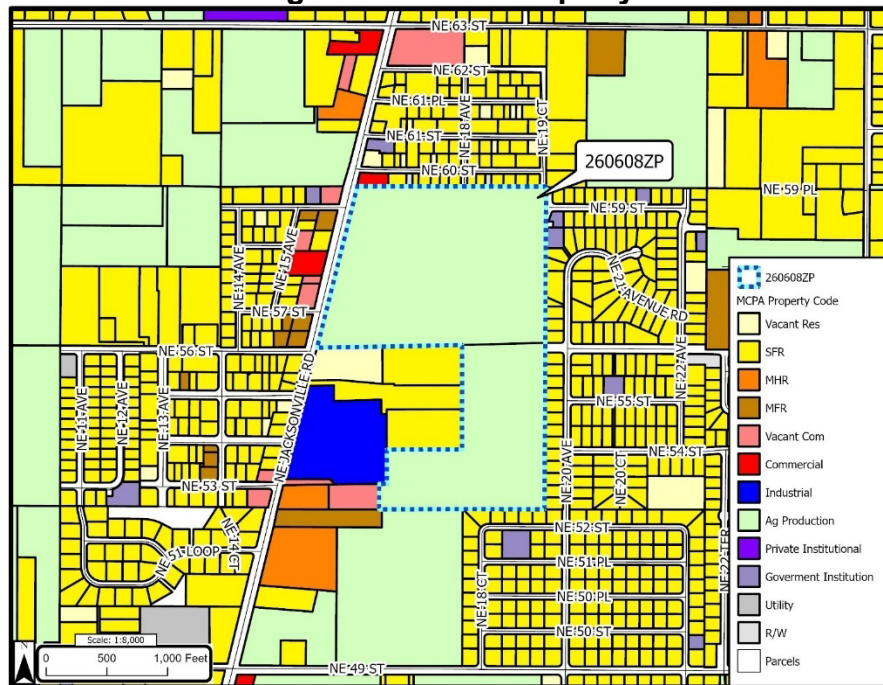 NE 63 ST
NE 62 ST
NE 61 PL
NE 18 AVE
NE 19 CT
NE 61 ST
NE 60 ST
260608ZP
NE 59 PL
NE 59 ST
NE 14 AVE
NE 15 AVE
NE 21 AVENUE RD
NE 57 ST
NE 56 ST
NE JACKSONVILLE RD
NE 22 AVE
NE 11 AVE
NE 12 AVE
NE 13 AVE
NE 55 ST
NE 54 ST
NE 20 AVE
NE 20 CT
NE 53 ST
NE 14 CT
NE 51 LOOP
NE 52 ST
NE 51 PL
NE 18 CT
NE 50 PL
NE 50 ST
NE 22 TER
NE 49 ST
260608ZP
MCPA Property Code
Vacant Res
SFR
MHR
MFR
Vacant Com
Commercial
Industrial
Ag Production
Private Institutional
Goverment Institution
Utility
R/W
Parcels
Scale: 1:8,000
0 500 1,000 Feet